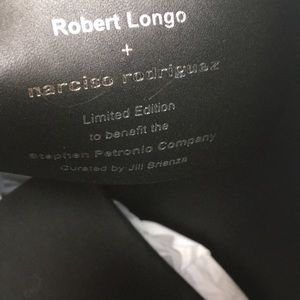 Robert Longo
+
narciso rodriguez
Limited Edition
to benefit the
Stephen Petronio Company
Curated by Jill Brienza